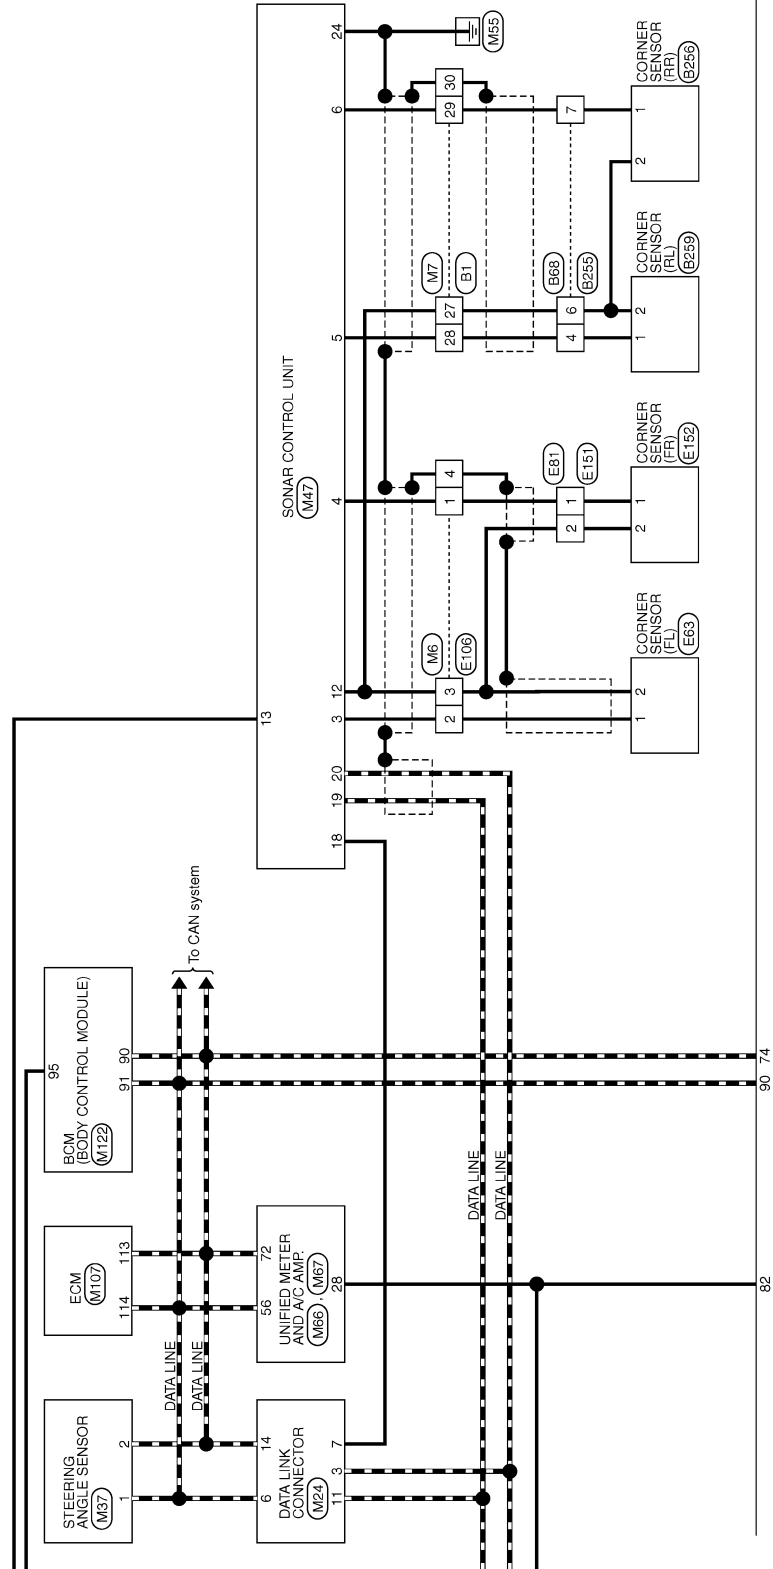 STEERING
ANGLE SENSOR
M37
1
2
ECM
M107
114
113
BCM
(BODY CONTROL MODULE)
M122
91
90
95
DATA LINE
DATA LINE
To CAN system
DATA LINK
CONNECTOR
M24
6
14
11
3
7
UNIFIED METER
AND A/C AMP.
M66 , M67
56
72
28
SONAR CONTROL UNIT
M47
13
18
19
20
3
12
4
5
6
24
M55
DATA LINE
DATA LINE
M6
E106
2
3
1
4
M7
B1
28
27
29
30
E81
E151
2
1
B68
B255
4
6
7
CORNER
SENSOR
(FL)
E63
1
2
CORNER
SENSOR
(FR)
E152
2
1
CORNER
SENSOR
(RL)
B259
1
2
CORNER
SENSOR
(RR)
B256
2
1
82
90
74